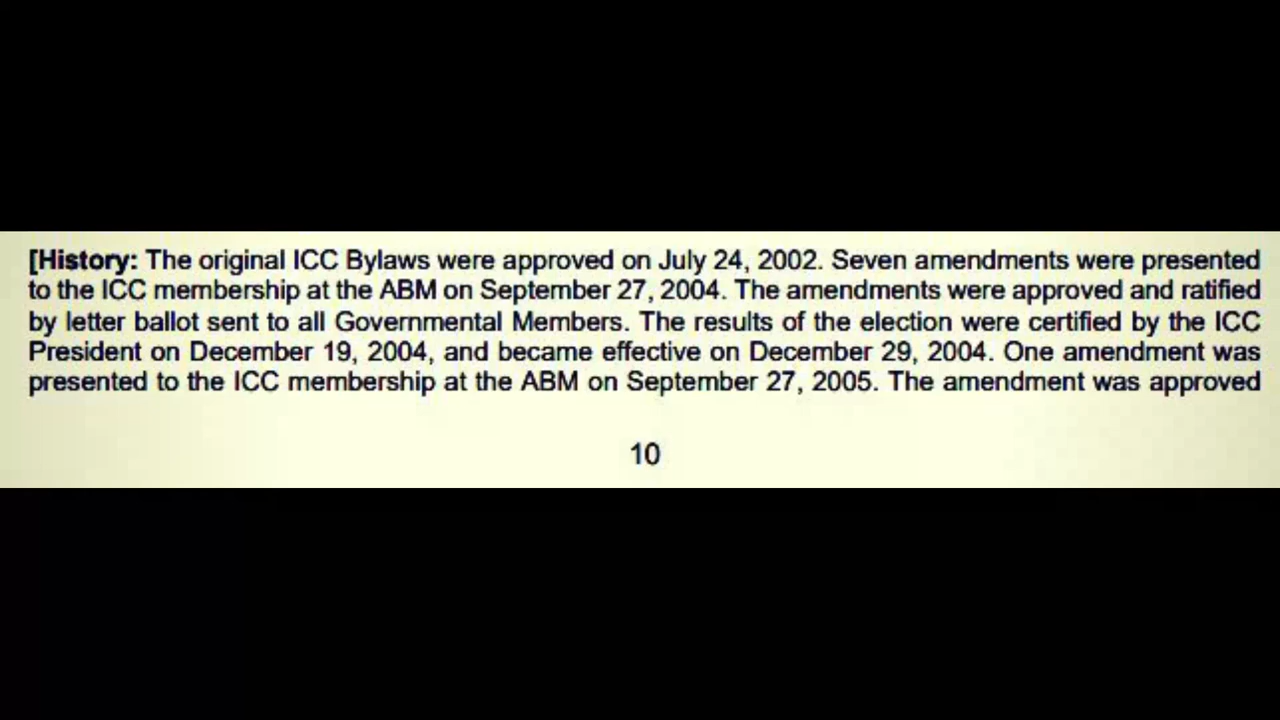 [History: The original ICC Bylaws were approved on July 24, 2002. Seven amendments were presented
to the ICC membership at the ABM on September 27, 2004. The amendments were approved and ratified
by letter ballot sent to all Governmental Members. The results of the election were certified by the ICC
President on December 19, 2004, and became effective on December 29, 2004. One amendment was
presented to the ICC membership at the ABM on September 27, 2005. The amendment was approved
10